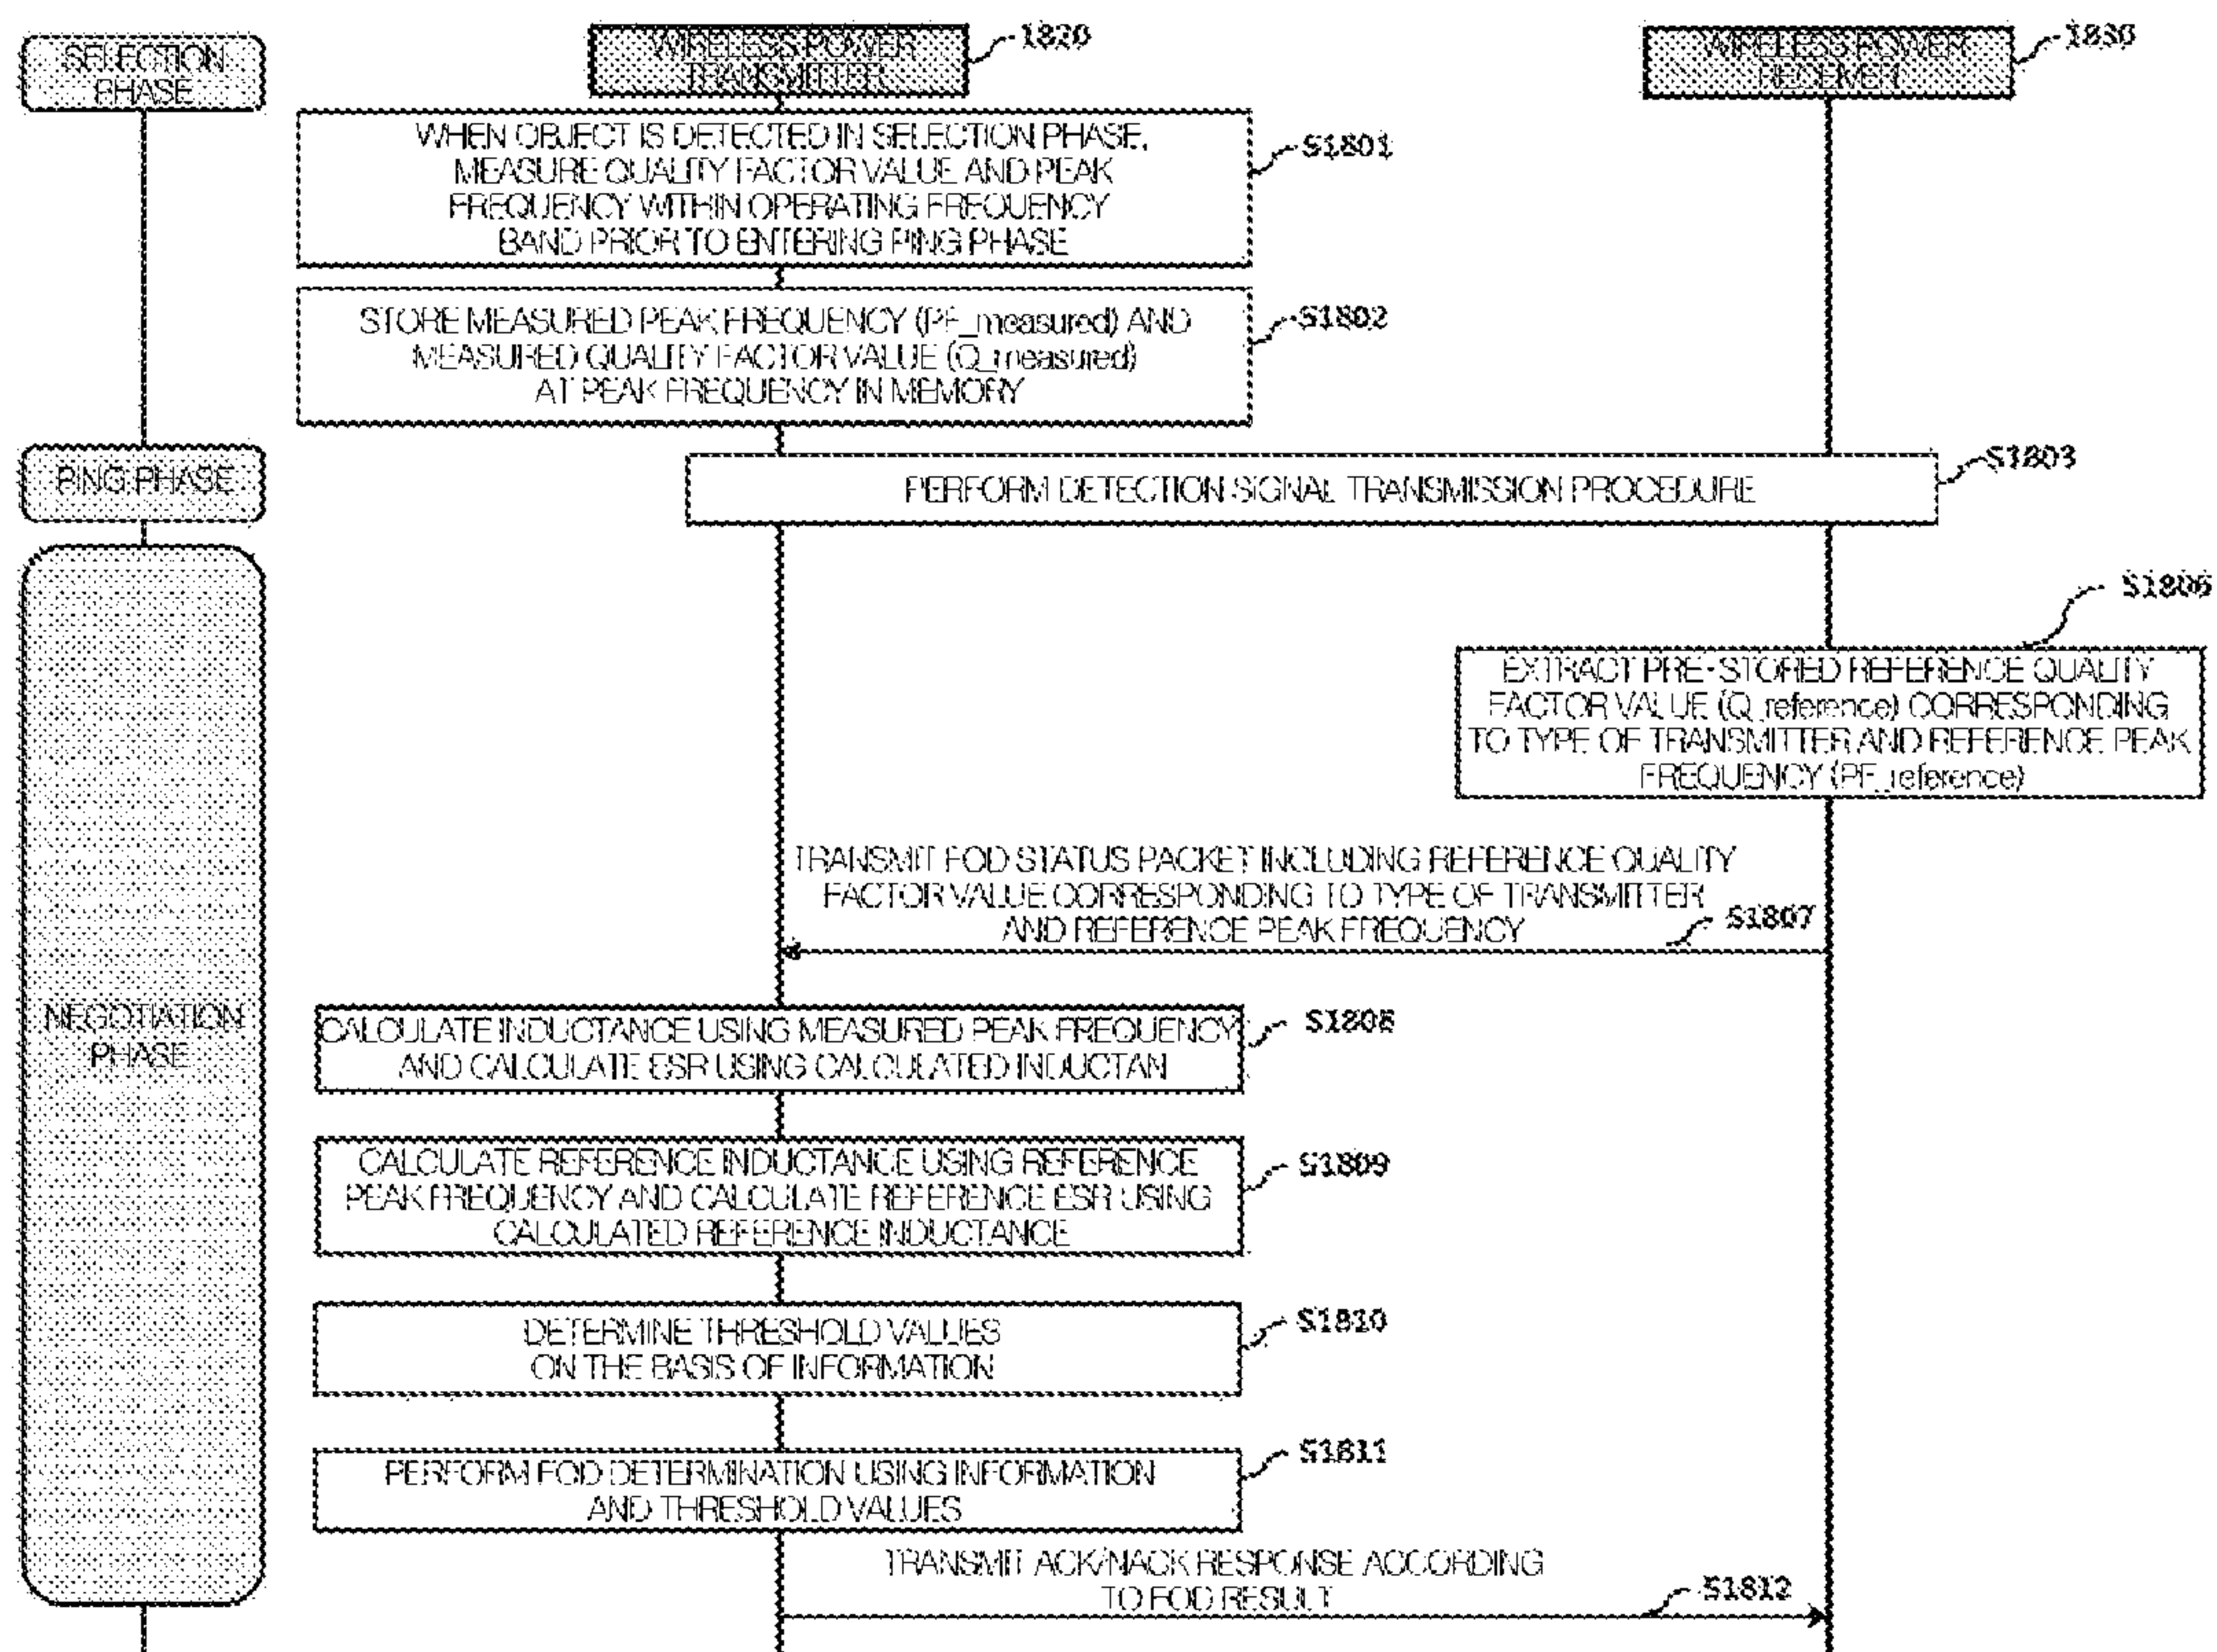 SELECTION
PHASE
WIRELESS POWER
TRANSMITTER
1820
WIRELESS POWER
RECEIVER
1830
WHEN OBJECT IS DETECTED IN SELECTION PHASE,
MEASURE QUALITY FACTOR VALUE AND PEAK
FREQUENCY WITHIN OPERATING FREQUENCY
BAND PRIOR TO ENTERING PING PHASE
S1801
STORE MEASURED PEAK FREQUENCY (PF_measured) AND
MEASURED QUALITY FACTOR VALUE (Q_measured)
AT PEAK FREQUENCY IN MEMORY
S1802
PING PHASE
PERFORM DETECTION SIGNAL TRANSMISSION PROCEDURE
S1803
S1806
EXTRACT PRE-STORED REFERENCE QUALITY
FACTOR VALUE (Q_reference) CORRESPONDING
TO TYPE OF TRANSMITTER AND REFERENCE PEAK
FREQUENCY (PF_reference)
TRANSMIT FOD STATUS PACKET INCLUDING REFERENCE QUALITY
FACTOR VALUE CORRESPONDING TO TYPE OF TRANSMITTER
AND REFERENCE PEAK FREQUENCY
S1807
NEGOTIATION
PHASE
CALCULATE INDUCTANCE USING MEASURED PEAK FREQUENCY
AND CALCULATE ESR USING CALCULATED INDUCTAN
S1808
CALCULATE REFERENCE INDUCTANCE USING REFERENCE
PEAK FREQUENCY AND CALCULATE REFERENCE ESR USING
CALCULATED REFERENCE INDUCTANCE
S1809
DETERMINE THRESHOLD VALUES
ON THE BASIS OF INFORMATION
S1810
PERFORM FOD DETERMINATION USING INFORMATION
AND THRESHOLD VALUES
S1811
TRANSMIT ACK/NACK RESPONSE ACCORDING
TO FOD RESULT
S1812